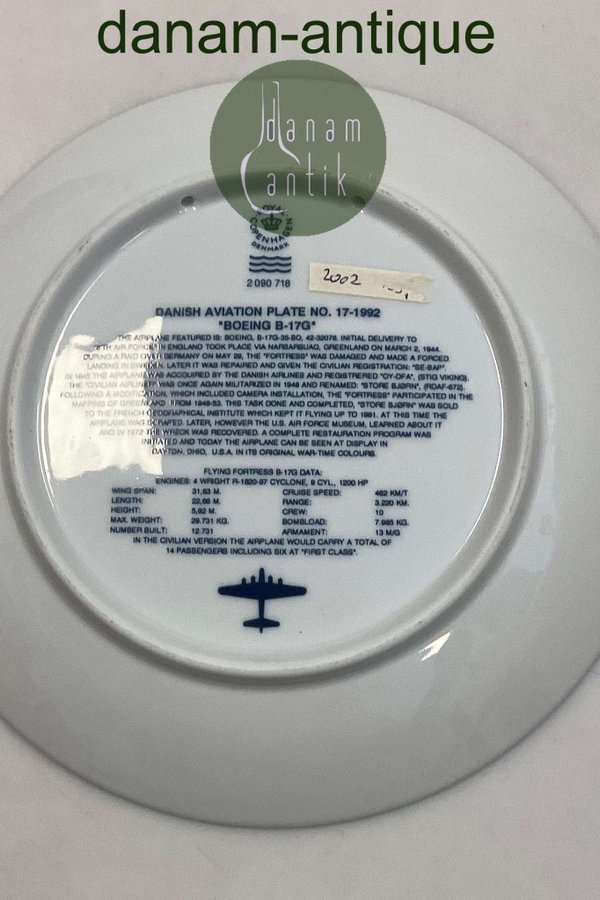 danam-antique
danam
antik
COPENHAGEN
DENMARK
2 090 718
2002
DANISH AVIATION PLATE NO. 17-1992
"BOEING B-17G"
THE AIRPLANE FEATURED IS: BOEING, B-17G-35-BO, 42-32076. INITIAL DELIVERY TO
AIR FORCE IN ENGLAND TOOK PLACE VIA NARSARSUAQ, GREENLAND ON MARCH 2, 1944.
DURING A RAID OVER GERMANY ON MAY 29, THE "FORTRESS" WAS DAMAGED AND MADE A FORCED
LANDING IN SWEDEN. LATER IT WAS REPAIRED AND GIVEN THE CIVILIAN REGISTRATION: "SE-BAP".
IN 1945 THE AIRPLANE WAS ACCOUIRED BY THE DANISH AIRLINES AND REGISTRERED "OY-DFA", (STIG VIKING).
THE "CIVILIAN AIRPLANE" WAS ONCE AGAIN MILITARIZED IN 1948 AND RENAMED: "STORE BJØRN", (RDAF-672).
FOLLOWING A MODIFICATION, WHICH INCLUDED CAMERA INSTALLATION, THE "FORTRESS" PARTICIPATED IN THE
MAPPING OF GREENLAND FROM 1948-53. THIS TASK DONE AND COMPLETED, "STORE BJØRN" WAS SOLD
TO THE FRENCH GEOGRAPHICAL INSTITUTE WHICH KEPT IT FLYING UP TO 1961. AT THIS TIME THE
AIRPLANE WAS SCRAPED. LATER, HOWEVER THE U.S. AIR FORCE MUSEUM, LEARNED ABOUT IT
AND IN 1972 THE WRECK WAS RECOVERED. A COMPLETE RESTAURATION PROGRAM WAS
INITIATED AND TODAY THE AIRPLANE CAN BE SEEN AT DISPLAY IN
DAYTON, OHIO, U.S.A. IN ITS ORIGINAL WAR-TIME COLOURS.
FLYING FORTRESS B-17G DATA:
ENGINES: 4 WRIGHT R-1820-97 CYCLONE, 9 CYL., 1200 HP
WING SPAN: 31,63 M. CRUISE SPEED: 462 KM/T
LENGTH: 22,66 M. RANGE: 3.220 KM.
HEIGHT: 5,82 M. CREW: 10
MAX. WEIGHT: 29.731 KG. BOMBLOAD: 7.985 KG.
NUMBER BUILT: 12.731 ARMAMENT: 13 M/G
IN THE CIVILIAN VERSION THE AIRPLANE WOULD CARRY A TOTAL OF
14 PASSENGERS INCLUDING SIX AT "FIRST CLASS".